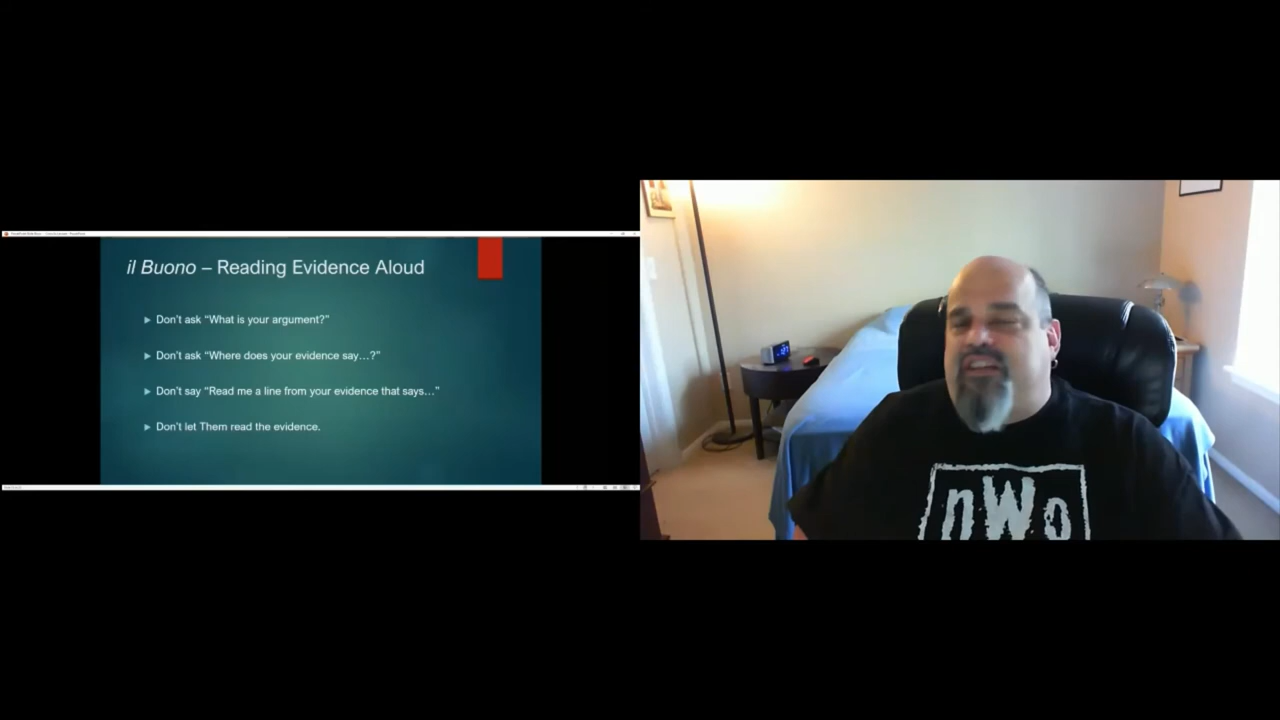 il Buono – Reading Evidence Aloud
Don't ask “What is your argument?”
Don't ask “Where does your evidence say…?”
Don't say “Read me a line from your evidence that says…”
Don't let Them read the evidence.
nWo